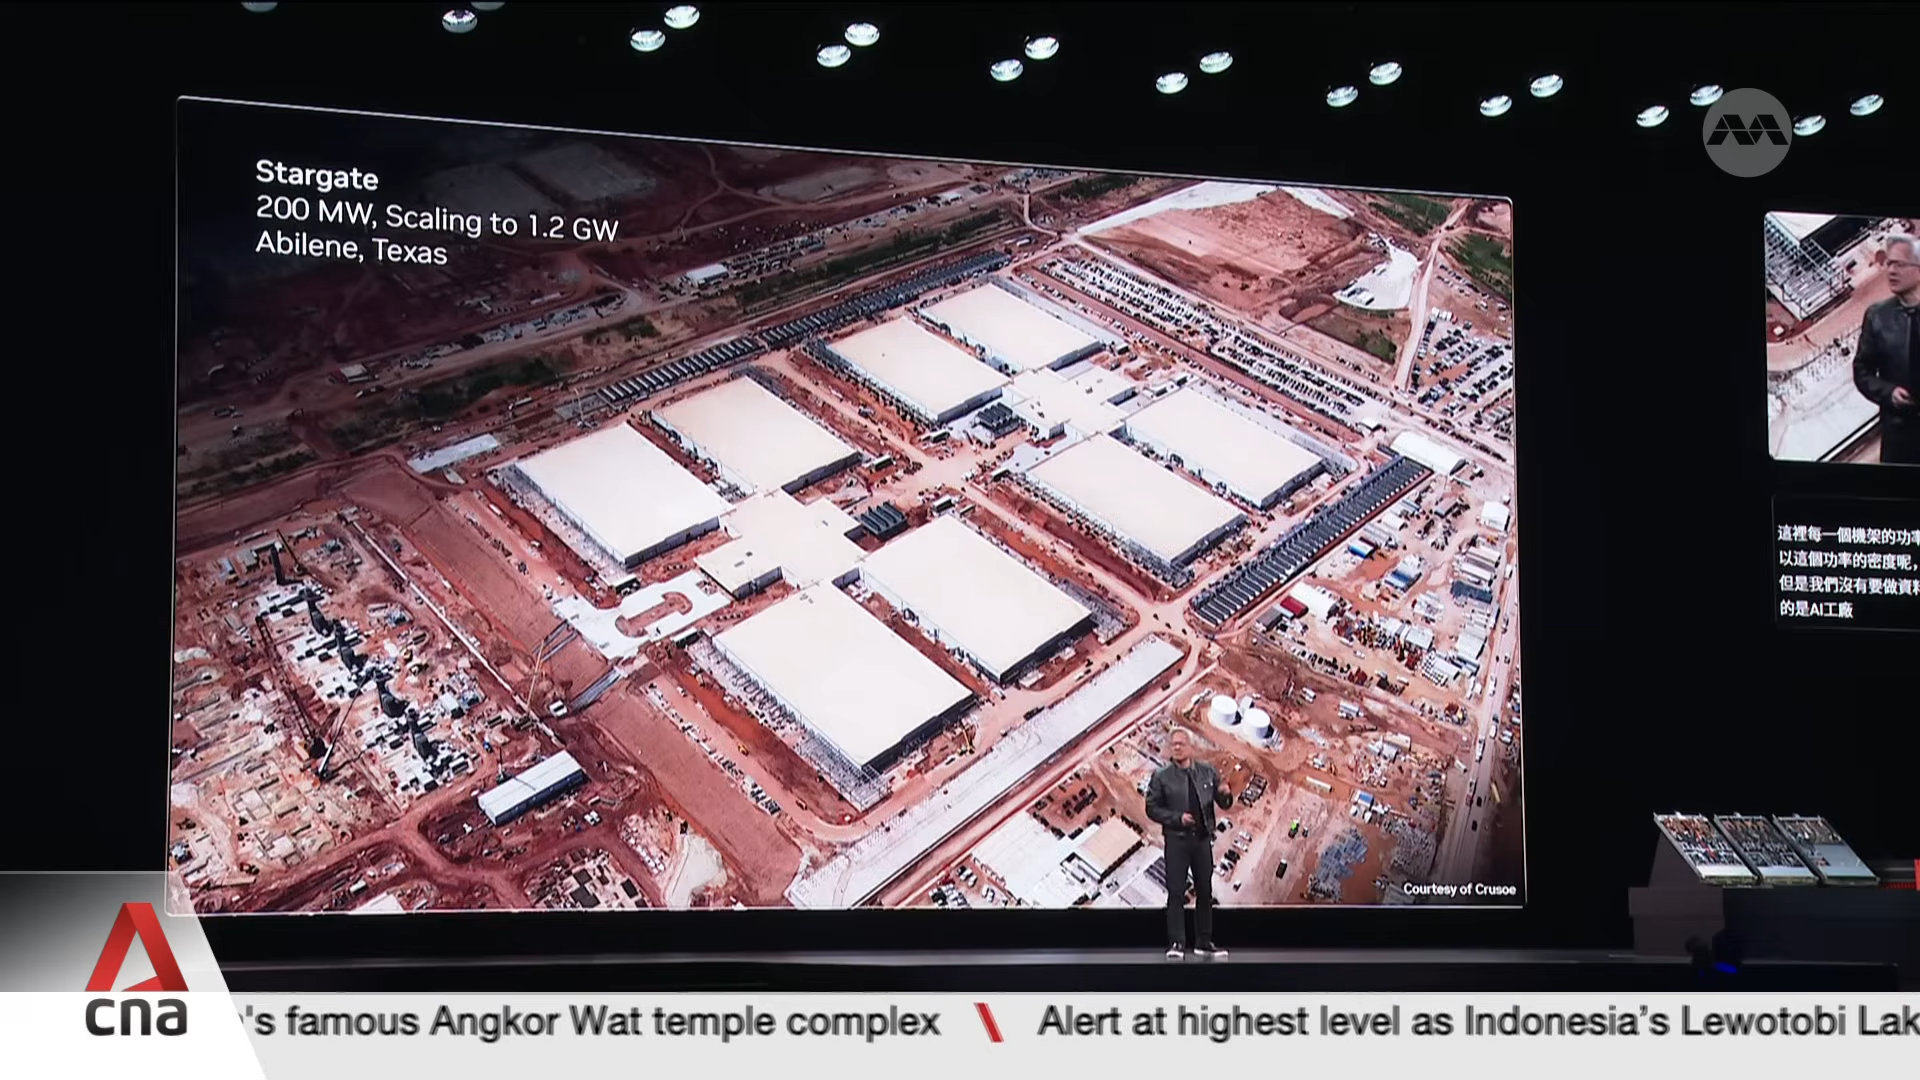 Stargate
200 MW, Scaling to 1.2 GW
Abilene, Texas
這裡每一個機架的功率
以這個功率的密度呢，
但是我們沒有要做資料
的是AI工廠
Courtesy of Crusoe
cna
's famous Angkor Wat temple complex \ Alert at highest level as Indonesia's Lewotobi Lak